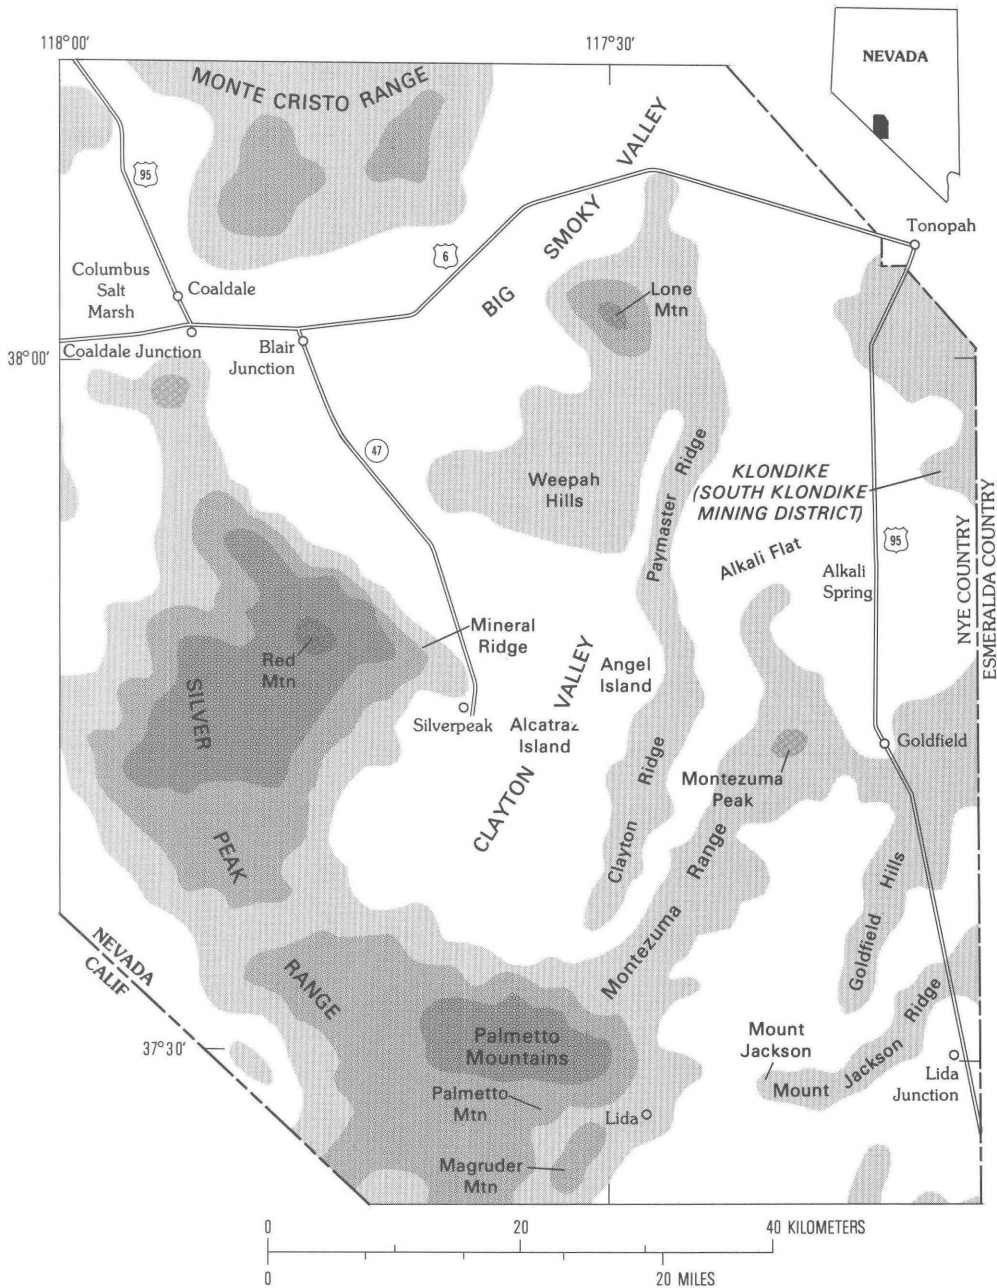 118°00'
117°30'
NEVADA
MONTE CRISTO RANGE
95
BIG SMOKY VALLEY
6
Tonopah
Columbus
Salt
Marsh
Coaldale
Lone
Mtn
38°00'
Coaldale Junction
Blair
Junction
47
Weepah
Hills
Paymaster Ridge
KLONDIKE
(SOUTH KLONDIKE
MINING DISTRICT)
95
Alkali Flat
Alkali
Spring
NYE COUNTRY
ESMERALDA COUNTRY
Mineral
Ridge
Red
Mtn
Angel
Island
SILVER PEAK RANGE
Silverpeak
Alcatraz
Island
CLAYTON VALLEY
Goldfield
Montezuma
Peak
Clayton Ridge
Montezuma Range
Goldfield Hills
NEVADA
CALIF
37°30'
Palmetto
Mountains
Mount
Jackson
Mount Jackson Ridge
Lida
Junction
Palmetto
Mtn
Lida
Magruder
Mtn
0 20 40 KILOMETERS
0 20 MILES